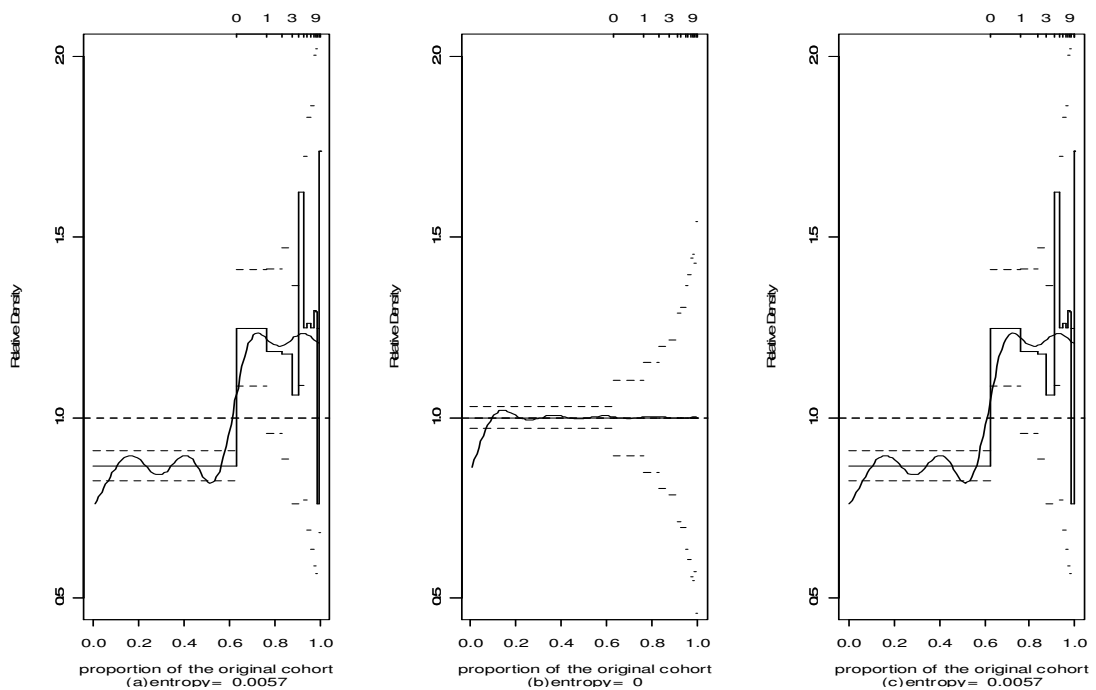 0 1 3 9
2.0
1.5
1.0
0.5
Relative Density
0.0 0.2 0.4 0.6 0.8 1.0
proportion of the original cohort
(a)entropy= 0.0057
0 1 3 9
2.0
1.5
1.0
0.5
Relative Density
0.0 0.2 0.4 0.6 0.8 1.0
proportion of the original cohort
(b)entropy= 0
0 1 3 9
2.0
1.5
1.0
0.5
Relative Density
0.0 0.2 0.4 0.6 0.8 1.0
proportion of the original cohort
(c)entropy= 0.0057